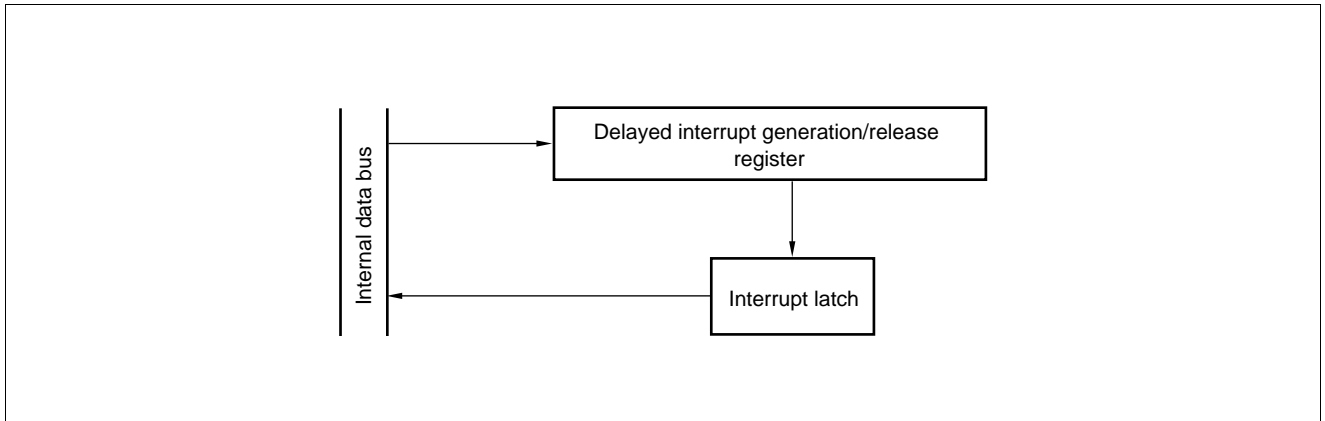 Delayed interrupt generation/release
register
Internal data bus
Interrupt latch